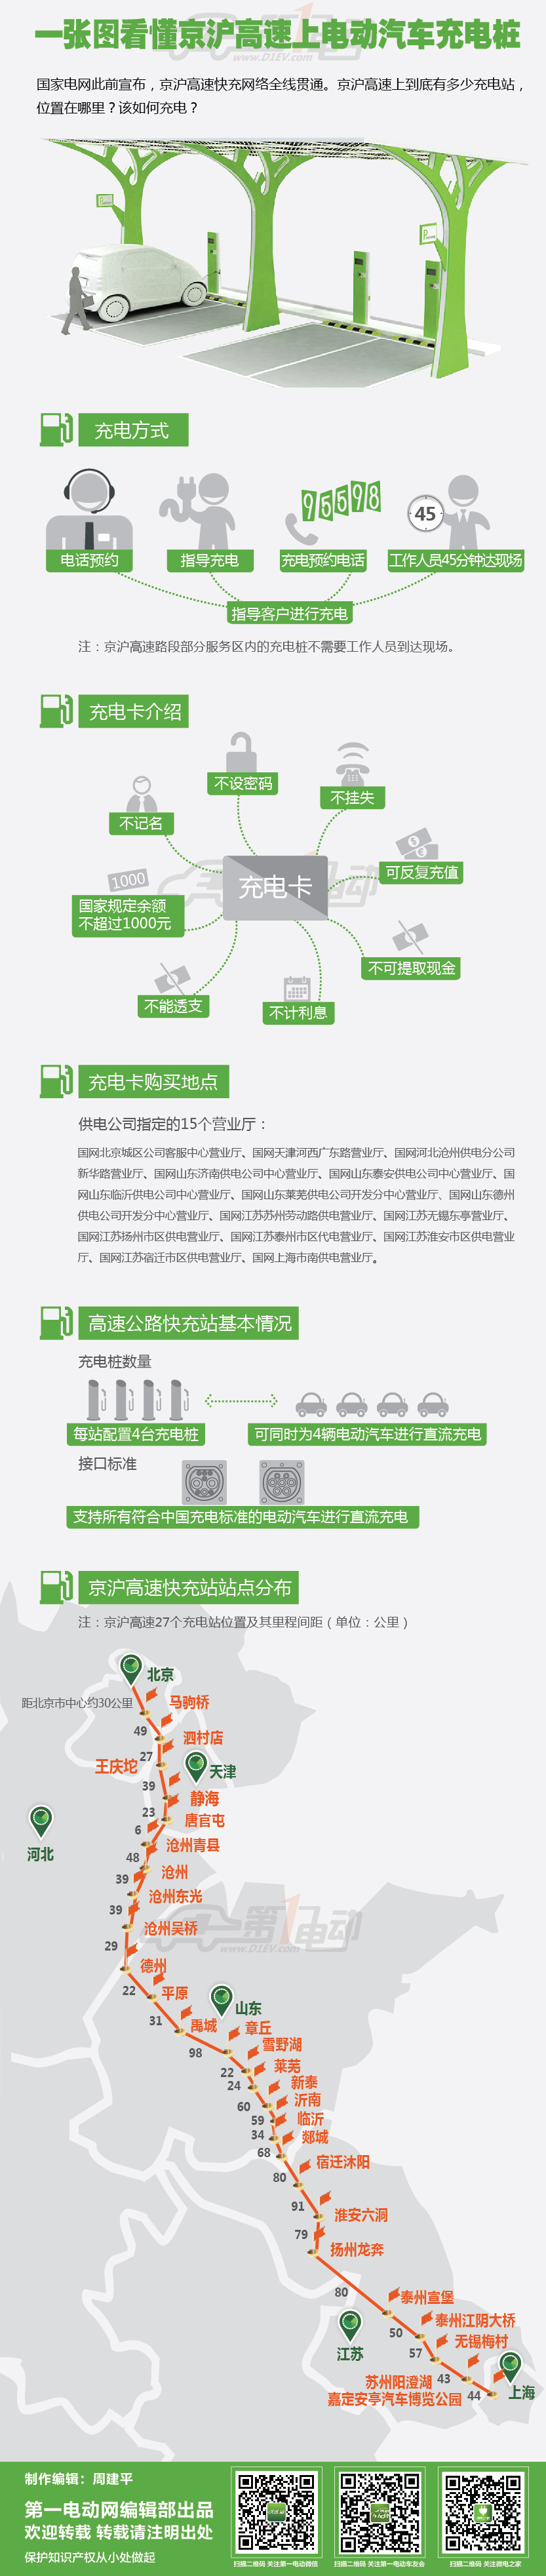 一张图看懂京沪高速上电动汽车充电桩
www.D1EV.com
国家电网此前宣布，京沪高速快充网络全线贯通。京沪高速上到底有多少充电站，
位置在哪里？该如何充电？
充电方式
95598
45
电话预约
指导充电
充电预约电话
工作人员45分钟达现场
指导客户进行充电
注：京沪高速路段部分服务区内的充电桩不需要工作人员到达现场。
充电卡介绍
不设密码
不挂失
不记名
可反复充值
充电卡
1000
国家规定余额
不超过1000元
不可提取现金
不能透支
不计利息
充电卡购买地点
供电公司指定的15个营业厅：
国网北京城区公司客服中心营业厅、国网天津河西广东路营业厅、国网河北沧州供电分公司
新华路营业厅、国网山东济南供电公司中心营业厅、国网山东泰安供电公司中心营业厅、国
网山东临沂供电公司中心营业厅、国网山东莱芜供电公司开发分中心营业厅、国网山东德州
供电公司开发分中心营业厅、国网江苏苏州劳动路供电营业厅、国网江苏无锡东亭营业厅、
国网江苏扬州市区供电营业厅、国网江苏泰州市区代电营业厅、国网江苏淮安市区供电营业
厅、国网江苏宿迁市区供电营业厅、国网上海市南供电营业厅。
高速公路快充站基本情况
充电桩数量
每站配置4台充电桩
可同时为4辆电动汽车进行直流充电
接口标准
支持所有符合中国充电标准的电动汽车进行直流充电
京沪高速快充站站点分布
注：京沪高速27个充电站位置及其里程间距（单位：公里）
北京
距北京市中心约30公里
马驹桥
49
泗村店
27
王庆坨
天津
39
静海
23
唐官屯
6
河北
沧州青县
48
沧州
39
沧州东光
39
沧州吴桥
第1电动
www.D1EV.com
29
德州
22
平原
山东
31
禹城
章丘
98
雪野湖
22
莱芜
24
新泰
60
沂南
59
临沂
34
郯城
68
宿迁沭阳
80
91
淮安六洞
79
扬州龙奔
80
泰州宣堡
泰州江阴大桥
50
无锡梅村
江苏
57
苏州阳澄湖
43
上海
嘉定安亭汽车博览公园
44
制作编辑：周建平
第一电动网编辑部出品
欢迎转载 转载请注明出处
保护知识产权从小处做起
扫描二维码 关注第一电动微信
扫描二维码 关注第一电动车友会
扫描二维码 关注微电之家